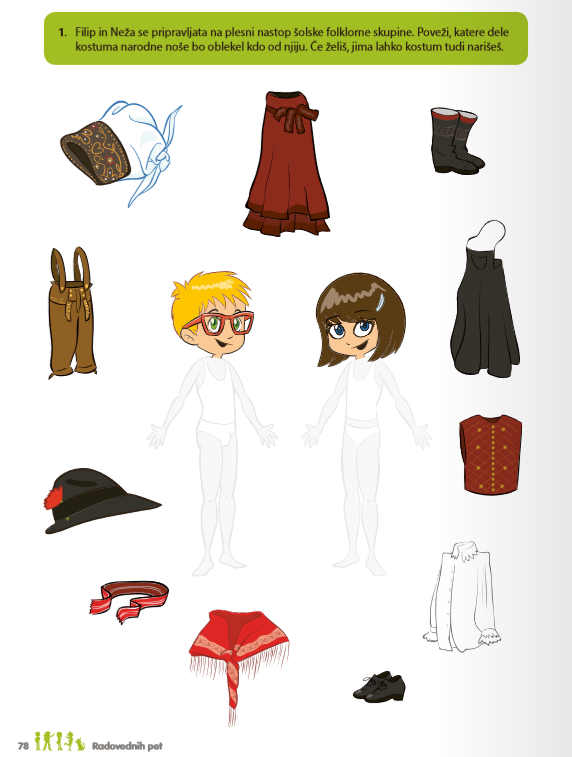 1. Filip in Neža se pripravljata na plesni nastop šolske folklorne skupine. Poveži, katere dele
kostuma narodne noše bo oblekel kdo od njiju. Če želiš, jima lahko kostum tudi narišeš.
78 Radovednih pet